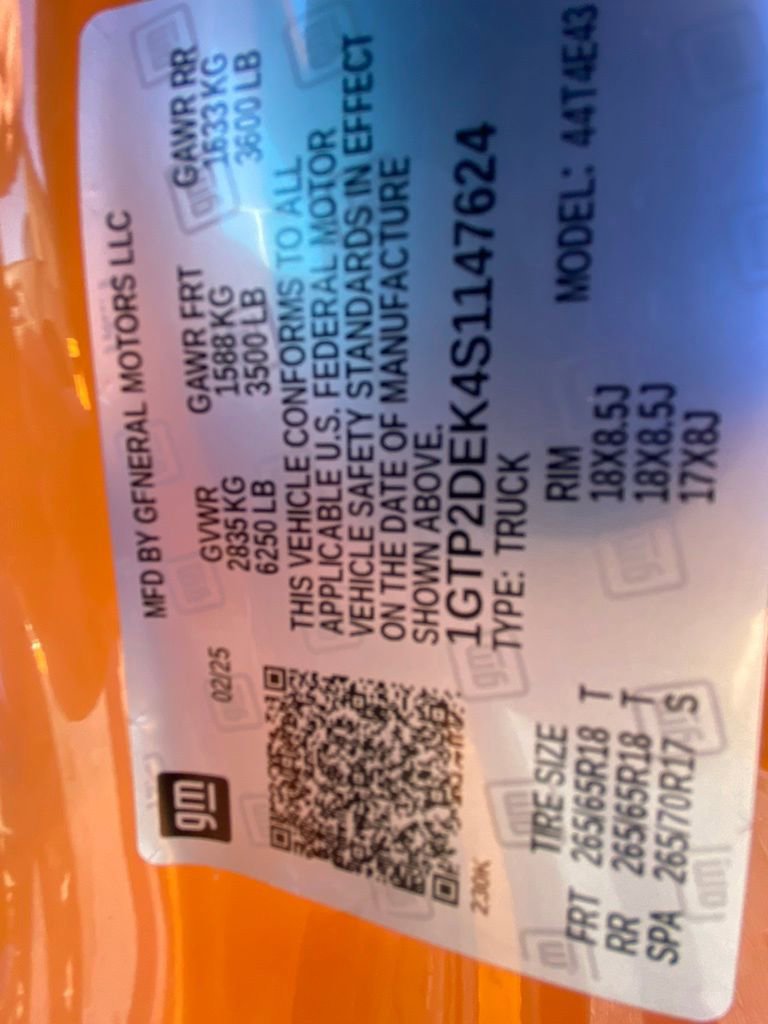 gm
MFD BY GENERAL MOTORS LLC
02/25
GVWR GAWR FRT GAWR RR
2835 KG 1588 KG 1633 KG
6250 LB 3500 LB 3600 LB
THIS VEHICLE CONFORMS TO ALL
APPLICABLE U.S. FEDERAL MOTOR
VEHICLE SAFETY STANDARDS IN EFFECT
ON THE DATE OF MANUFACTURE
SHOWN ABOVE.
1GTP2DEK4S1147624
TYPE: TRUCK
230K
MODEL: 44T4E43
TIRE SIZE RIM
FRT 265/65R18 T 18X8.5J
RR 265/65R18 T 18X8.5J
SPA 265/70R17 S 17X8J